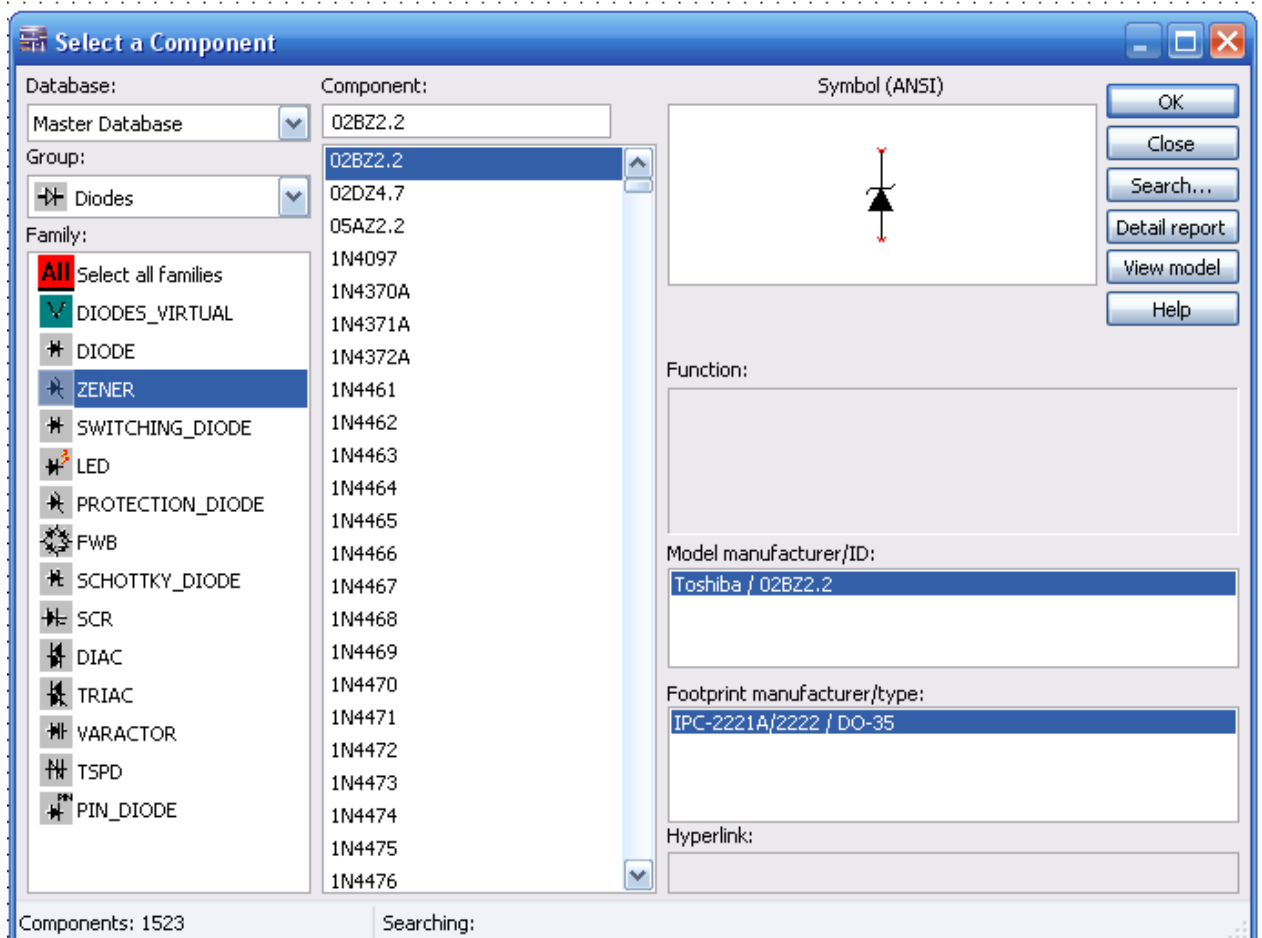 Select a Component
Database:
Master Database
Group:
Diodes
Family:
All Select all families
DIODES_VIRTUAL
DIODE
ZENER
SWITCHING_DIODE
LED
PROTECTION_DIODE
FWB
SCHOTTKY_DIODE
SCR
DIAC
TRIAC
VARACTOR
TSPD
PIN_DIODE
Component:
02BZ2.2
02BZ2.2
02DZ4.7
05AZ2.2
1N4097
1N4370A
1N4371A
1N4372A
1N4461
1N4462
1N4463
1N4464
1N4465
1N4466
1N4467
1N4468
1N4469
1N4470
1N4471
1N4472
1N4473
1N4474
1N4475
1N4476
Symbol (ANSI)
OK
Close
Search...
Detail report
View model
Help
Function:
Model manufacturer/ID:
Toshiba / 02BZ2.2
Footprint manufacturer/type:
IPC-2221A/2222 / DO-35
Hyperlink:
Components: 1523
Searching: